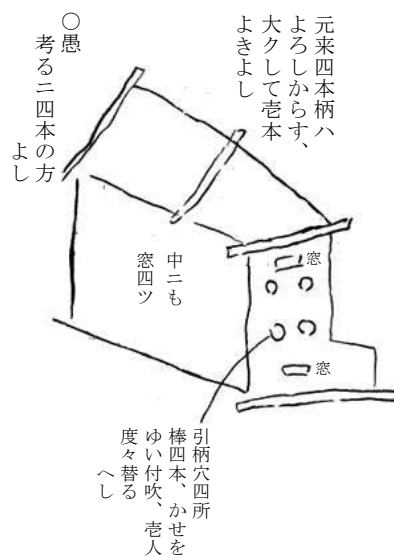 元来四本柄ハ
よろしからす、
大クして壱本
よきよし
〇愚
考るニ四本の方
よし
中ニも
窓四ツ
窓
窓
引柄穴四所
棒四本、かせを
ゆい付吹、壱人
度々替る
へし